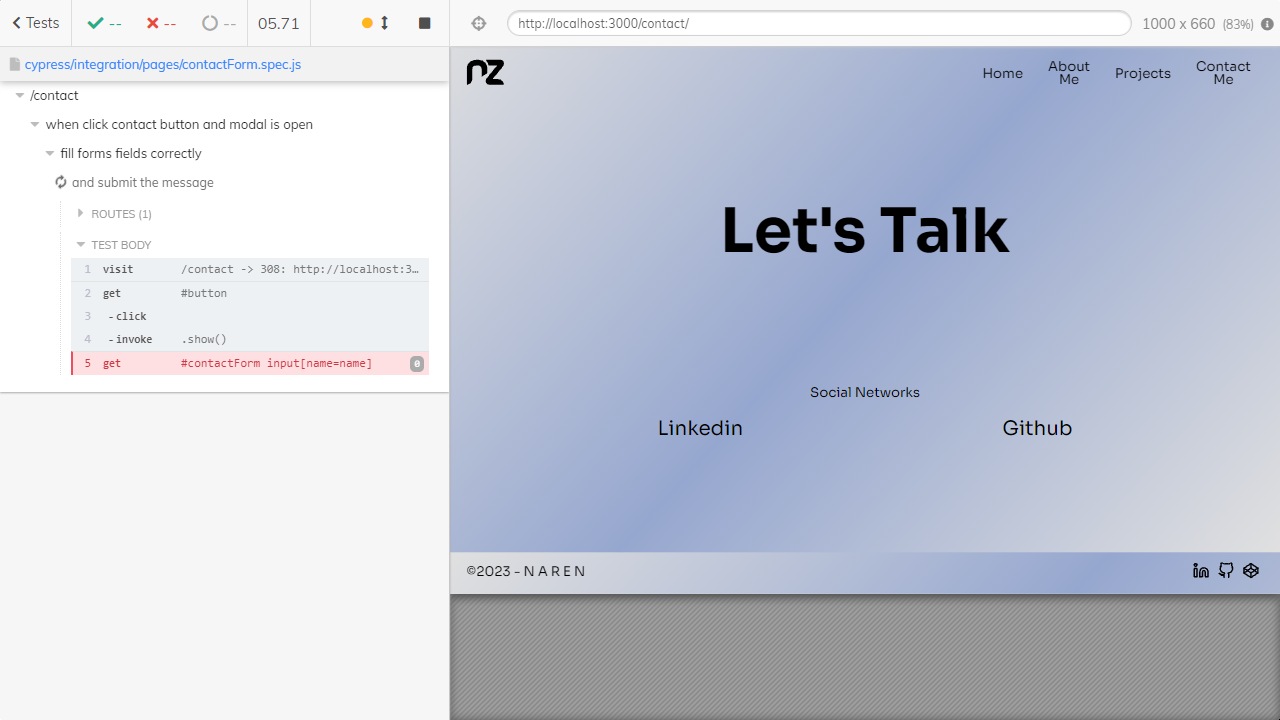 Tests -- -- -- 05.71
http://localhost:3000/contact/ 1000 x 660 (83%)
cypress/integration/pages/contactForm.spec.js
/contact
when click contact button and modal is open
fill forms fields correctly
and submit the message
ROUTES (1)
TEST BODY
1 visit /contact -> 308: http://localhost:3…
2 get #button
3 -click
4 -invoke .show()
5 get #contactForm input[name=name] 0
nz
Home
About
Me
Projects
Contact
Me
Let's Talk
Social Networks
Linkedin Github
©2023 - N A R E N